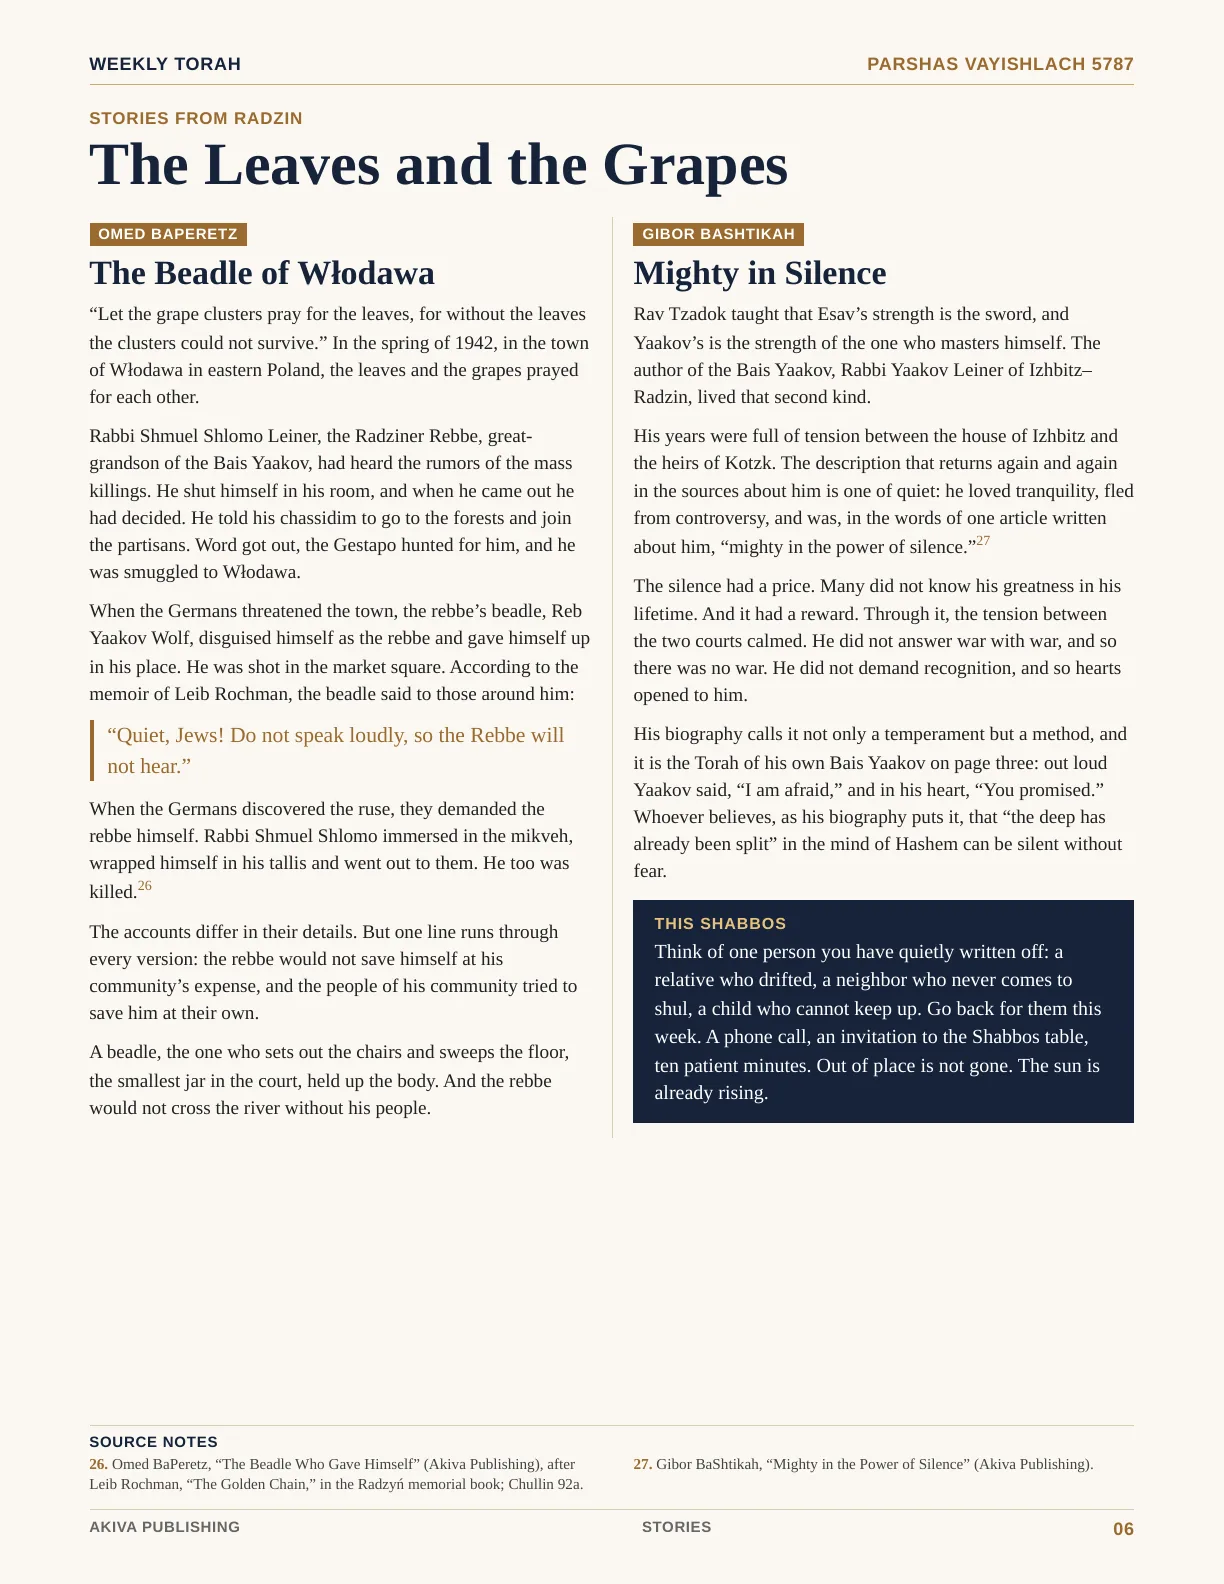 WEEKLY TORAH
PARSHAS VAYISHLACH 5787
STORIES FROM RADZIN
The Leaves and the Grapes
OMED BAPERETZ
The Beadle of Włodawa
“Let the grape clusters pray for the leaves, for without the leaves
the clusters could not survive.” In the spring of 1942, in the town
of Włodawa in eastern Poland, the leaves and the grapes prayed
for each other.
Rabbi Shmuel Shlomo Leiner, the Radziner Rebbe, great-
grandson of the Bais Yaakov, had heard the rumors of the mass
killings. He shut himself in his room, and when he came out he
had decided. He told his chassidim to go to the forests and join
the partisans. Word got out, the Gestapo hunted for him, and he
was smuggled to Włodawa.
When the Germans threatened the town, the rebbe’s beadle, Reb
Yaakov Wolf, disguised himself as the rebbe and gave himself up
in his place. He was shot in the market square. According to the
memoir of Leib Rochman, the beadle said to those around him:
“Quiet, Jews! Do not speak loudly, so the Rebbe will
not hear.”
When the Germans discovered the ruse, they demanded the
rebbe himself. Rabbi Shmuel Shlomo immersed in the mikveh,
wrapped himself in his tallis and went out to them. He too was
killed.26
The accounts differ in their details. But one line runs through
every version: the rebbe would not save himself at his
community’s expense, and the people of his community tried to
save him at their own.
A beadle, the one who sets out the chairs and sweeps the floor,
the smallest jar in the court, held up the body. And the rebbe
would not cross the river without his people.
GIBOR BASHTIKAH
Mighty in Silence
Rav Tzadok taught that Esav’s strength is the sword, and
Yaakov’s is the strength of the one who masters himself. The
author of the Bais Yaakov, Rabbi Yaakov Leiner of Izhbitz–
Radzin, lived that second kind.
His years were full of tension between the house of Izhbitz and
the heirs of Kotzk. The description that returns again and again
in the sources about him is one of quiet: he loved tranquility, fled
from controversy, and was, in the words of one article written
about him, “mighty in the power of silence.”27
The silence had a price. Many did not know his greatness in his
lifetime. And it had a reward. Through it, the tension between
the two courts calmed. He did not answer war with war, and so
there was no war. He did not demand recognition, and so hearts
opened to him.
His biography calls it not only a temperament but a method, and
it is the Torah of his own Bais Yaakov on page three: out loud
Yaakov said, “I am afraid,” and in his heart, “You promised.”
Whoever believes, as his biography puts it, that “the deep has
already been split” in the mind of Hashem can be silent without
fear.
THIS SHABBOS
Think of one person you have quietly written off: a
relative who drifted, a neighbor who never comes to
shul, a child who cannot keep up. Go back for them this
week. A phone call, an invitation to the Shabbos table,
ten patient minutes. Out of place is not gone. The sun is
already rising.
SOURCE NOTES
26. Omed BaPeretz, “The Beadle Who Gave Himself” (Akiva Publishing), after
Leib Rochman, “The Golden Chain,” in the Radzyń memorial book; Chullin 92a.
27. Gibor BaShtikah, “Mighty in the Power of Silence” (Akiva Publishing).
AKIVA PUBLISHING
STORIES
06